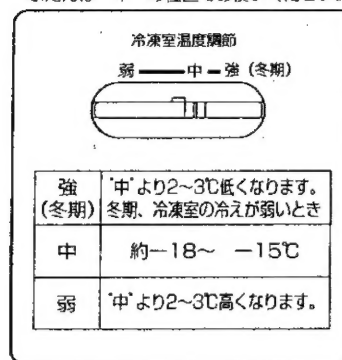 冷凍室温度調節
弱 中 強 (冬期)
強
(冬期)
"中"より2~3℃低くなります。
冬期、冷凍室の冷えが弱いとき
中
約−18~ −15℃
弱
"中"より2~3℃高くなります。